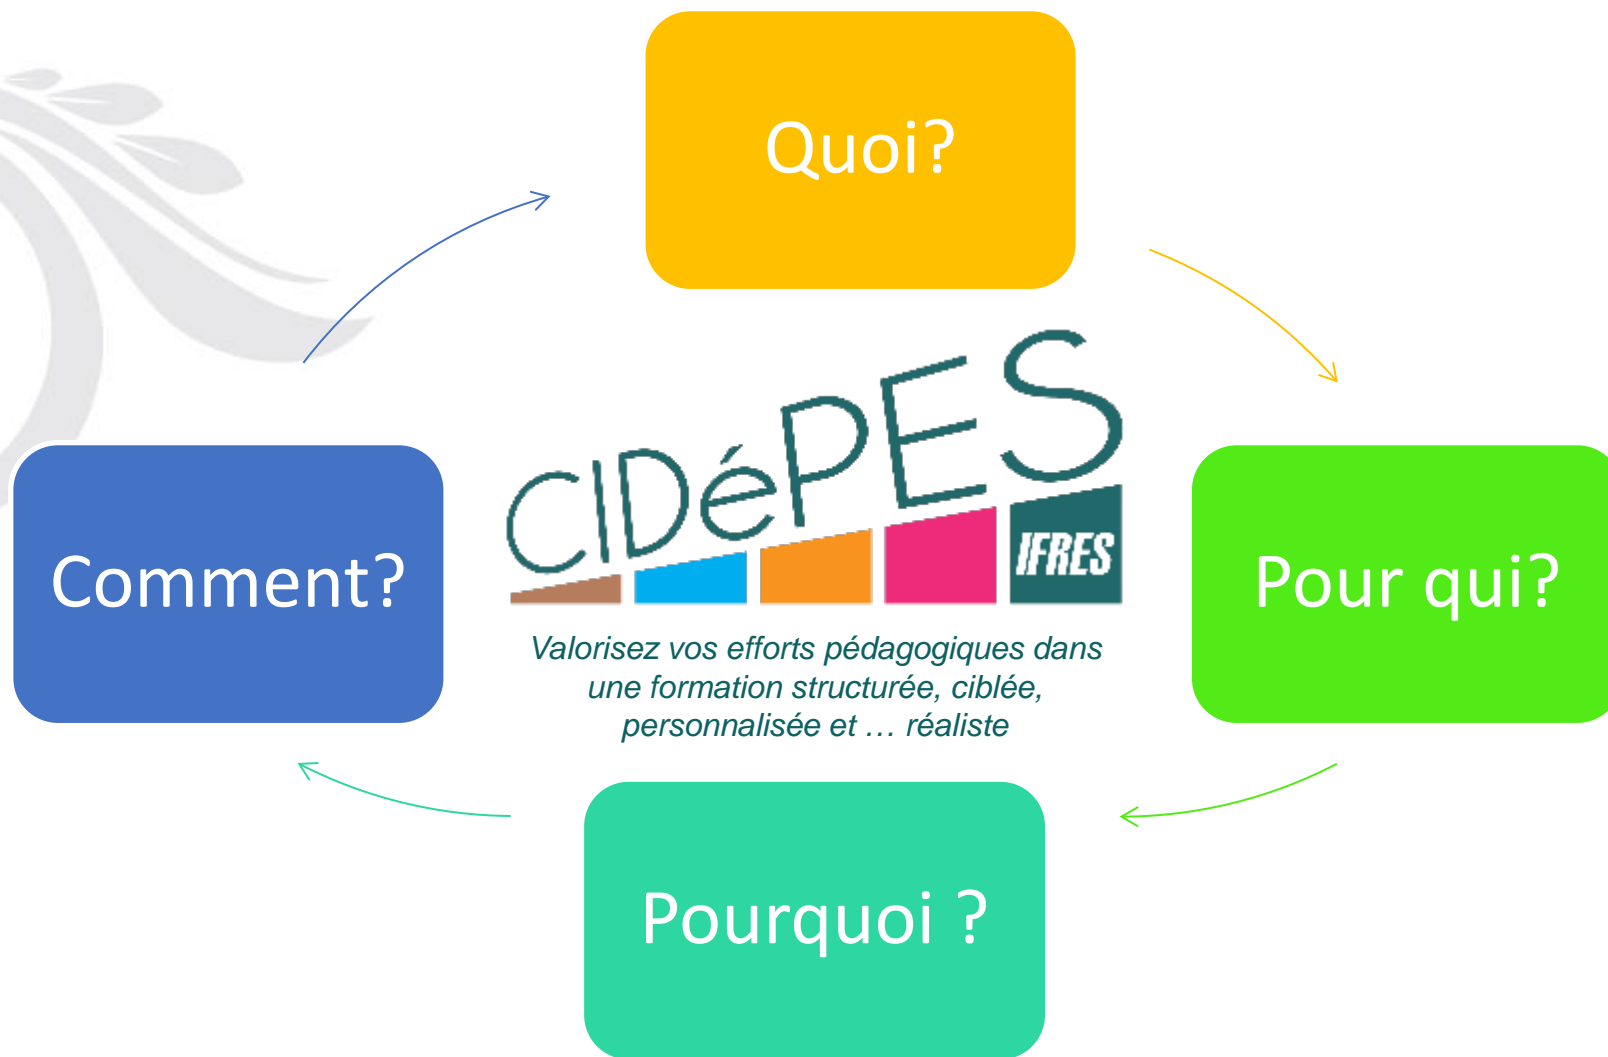 Quoi?
CIDéPES
IFRES
Comment?
Pour qui?
Valorisez vos efforts pédagogiques dans
une formation structurée, ciblée,
personnalisée et … réaliste
Pourquoi ?